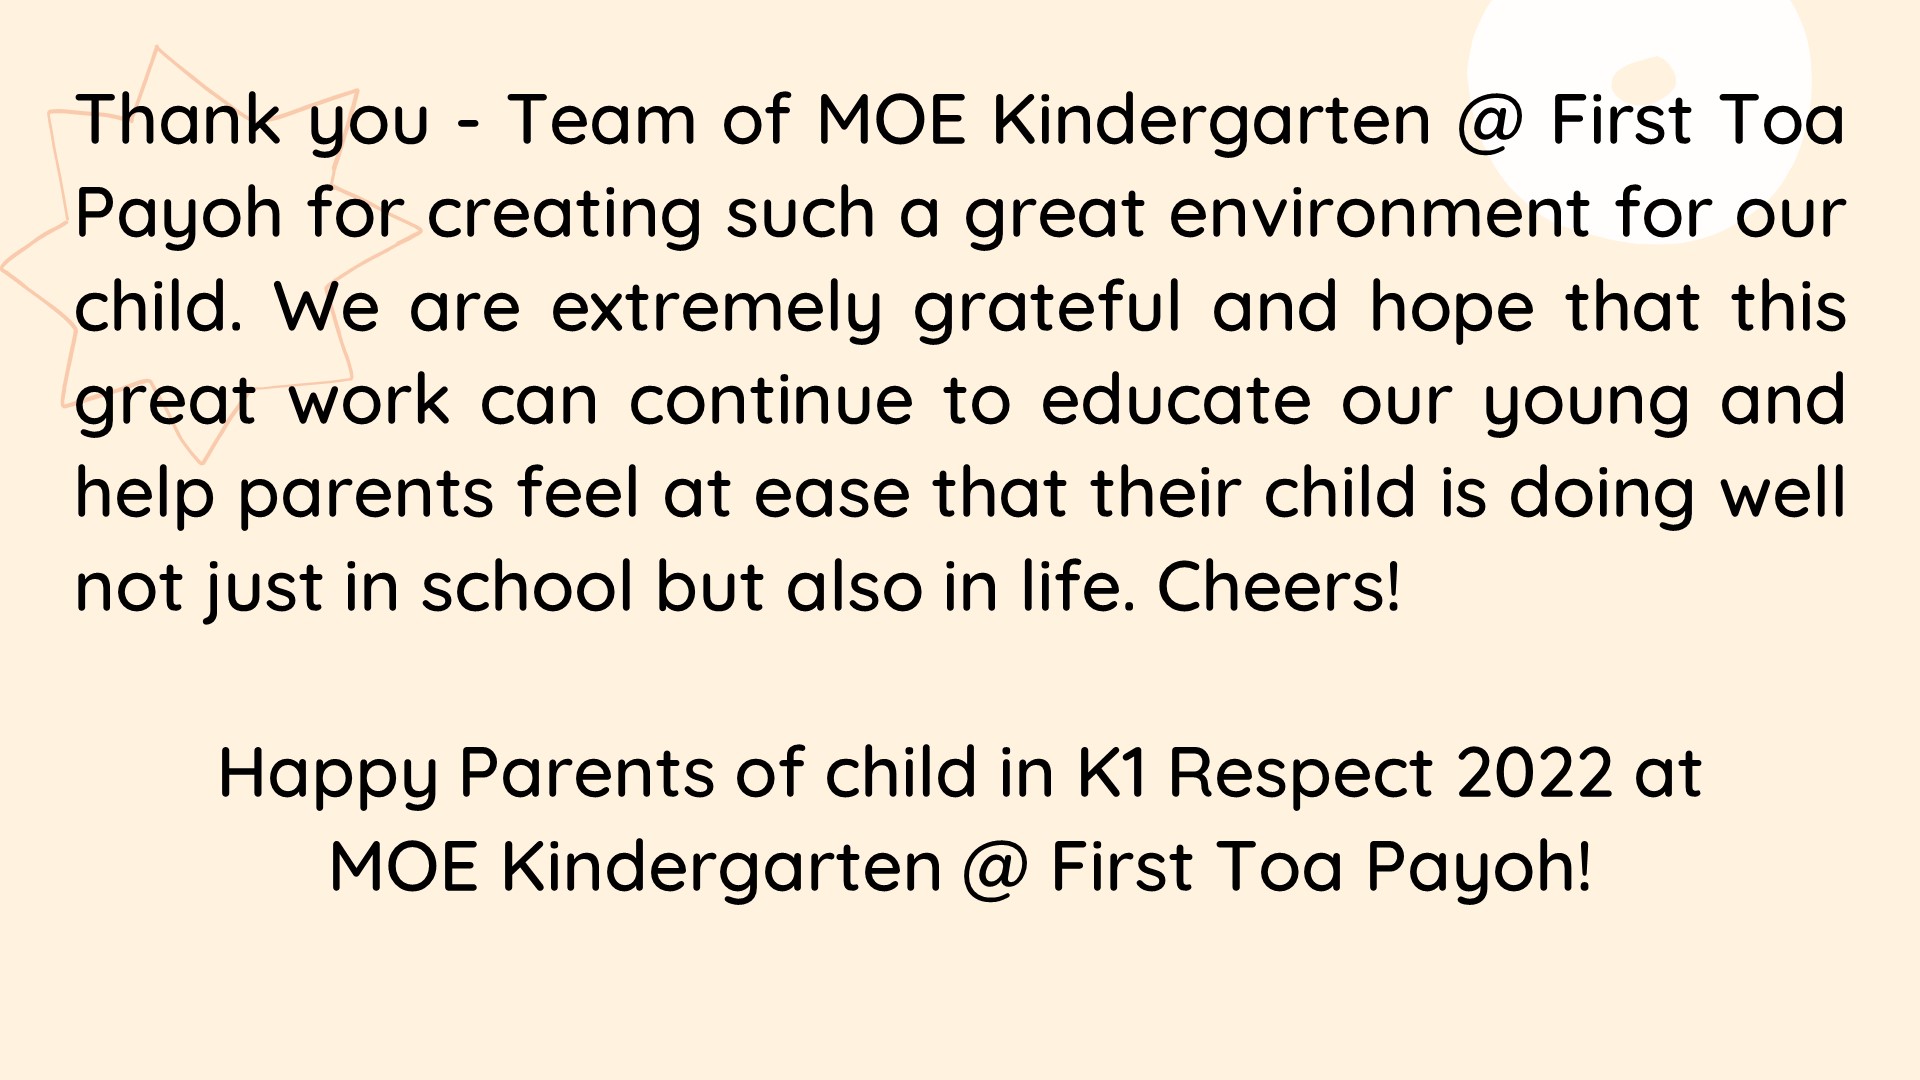 Thank you - Team of MOE Kindergarten @ First Toa
Payoh for creating such a great environment for our
child. We are extremely grateful and hope that this
great work can continue to educate our young and
help parents feel at ease that their child is doing well
not just in school but also in life. Cheers!
Happy Parents of child in K1 Respect 2022 at
MOE Kindergarten @ First Toa Payoh!